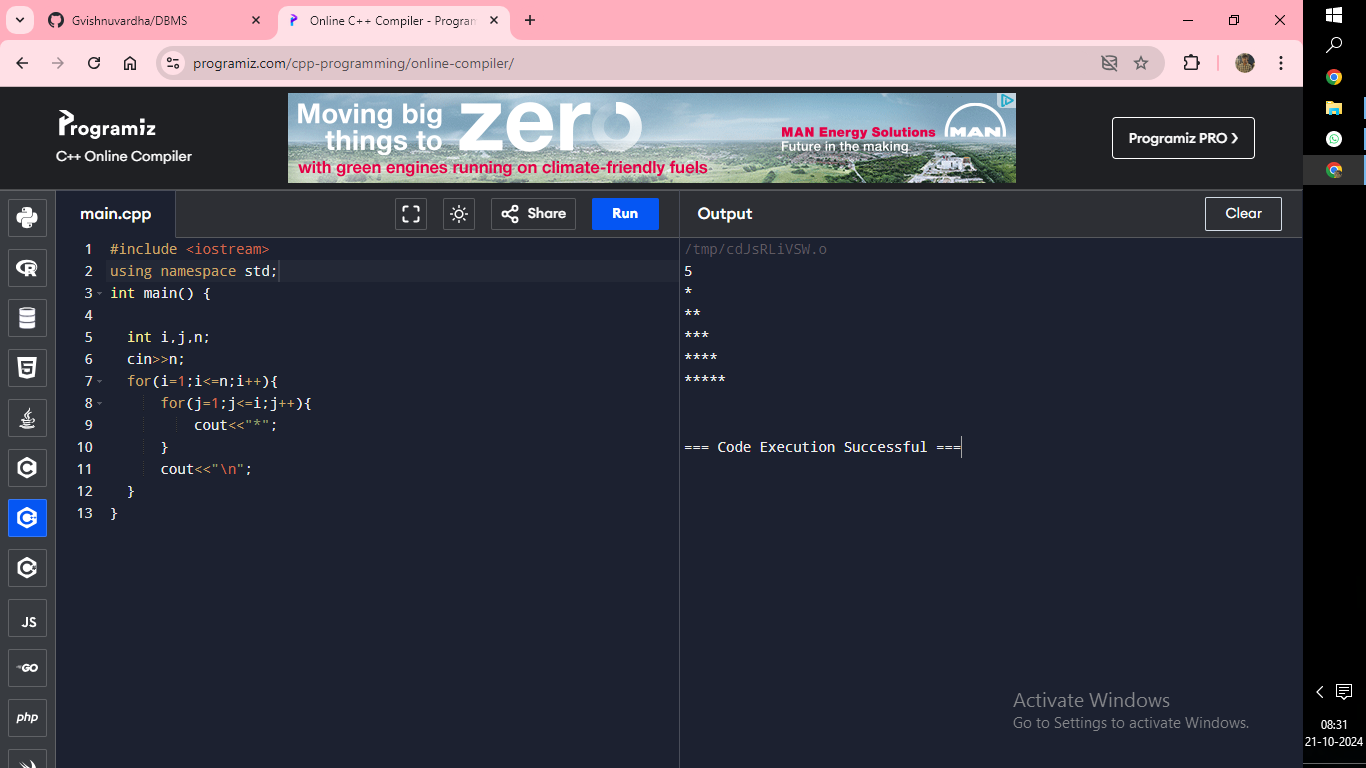 Gvishnuvardha/DBMS
Online C++ Compiler - Program
programiz.com/cpp-programming/online-compiler/
Programiz
C++ Online Compiler
Moving big
things to
zero
with green engines running on climate-friendly fuels
MAN Energy Solutions
Future in the making
MAN
Programiz PRO ❯
main.cpp
Share
Run
Output
Clear
1 #include <iostream>
2 using namespace std;
3 int main() {
4
5 int i,j,n;
6 cin>>n;
7 for(i=1;i<=n;i++){
8 for(j=1;j<=i;j++){
9 cout<<"*";
10 }
11 cout<<"\n";
12 }
13 }
/tmp/cdJsRLiVSW.o
5
*
**
***
****
*****
=== Code Execution Successful ===
JS
GO
php
Activate Windows
Go to Settings to activate Windows.
08:31
21-10-2024